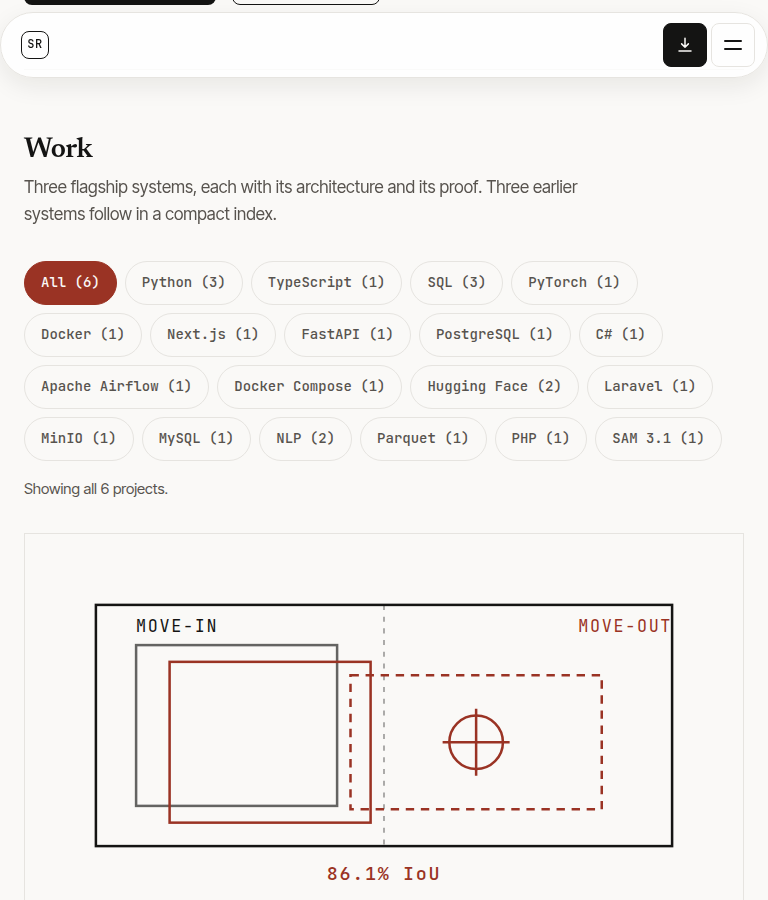 SR
Work
Three flagship systems, each with its architecture and its proof. Three earlier
systems follow in a compact index.
All (6) Python (3) TypeScript (1) SQL (3) PyTorch (1)
Docker (1) Next.js (1) FastAPI (1) PostgreSQL (1) C# (1)
Apache Airflow (1) Docker Compose (1) Hugging Face (2) Laravel (1)
MinIO (1) MySQL (1) NLP (2) Parquet (1) PHP (1) SAM 3.1 (1)
Showing all 6 projects.
MOVE-IN MOVE-OUT
86.1% IoU